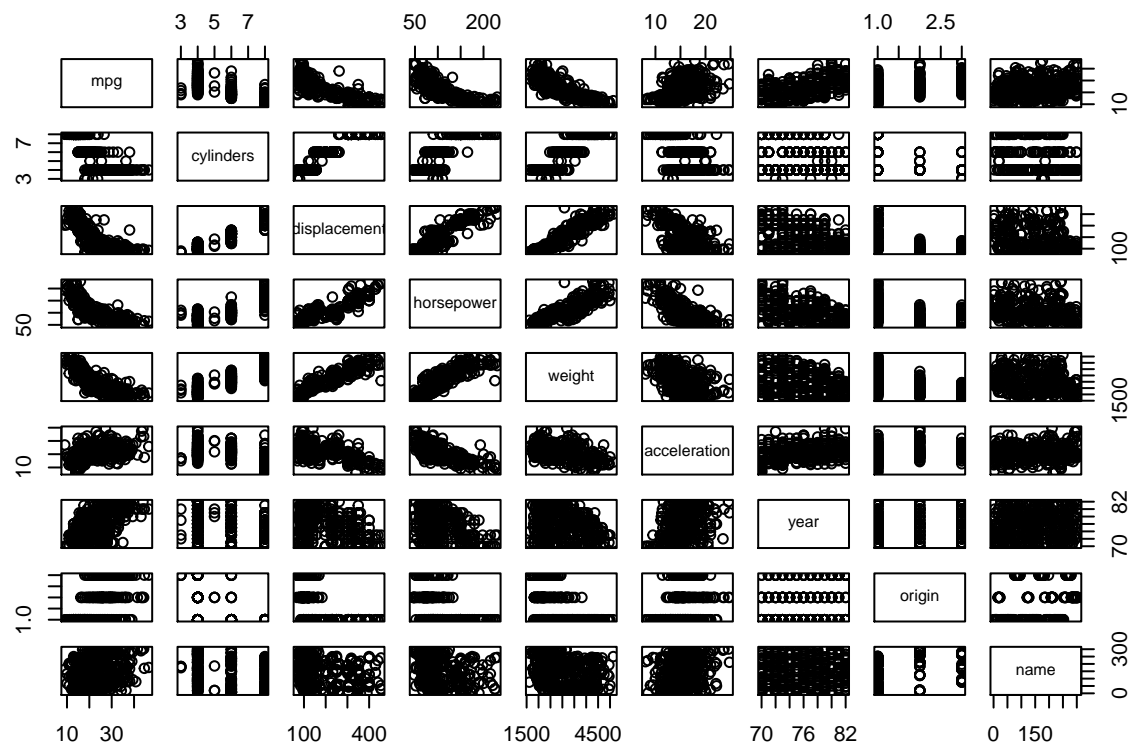 3 5 7 50 200 10 20 1.0 2.5
mpg 10
3 7 cylinders
displacement 100
50 horsepower
weight 1500
10 acceleration
year 70 82
1.0 origin
name 0 150 300
10 30 100 400 1500 4500 70 76 82 0 150